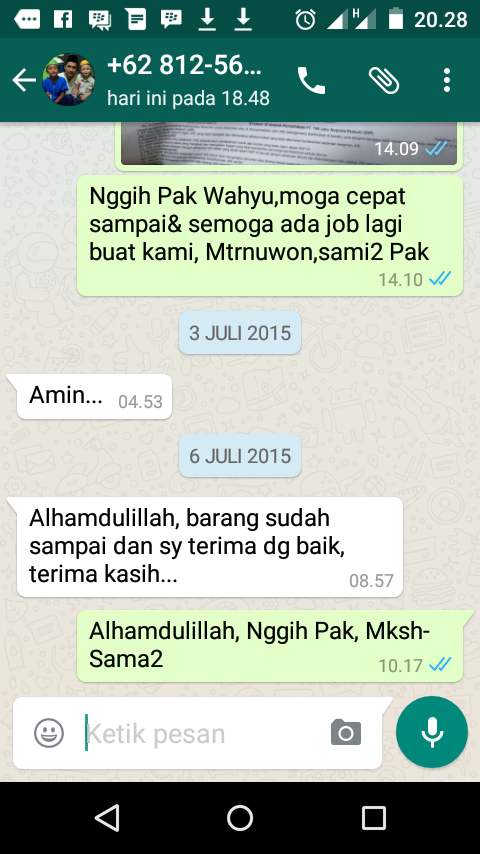 20.28
+62 812-56...
hari ini pada 18.48
14.09
Nggih Pak Wahyu,moga cepat
sampai& semoga ada job lagi
buat kami, Mtrnuwon,sami2 Pak
14.10
3 JULI 2015
Amin... 04.53
6 JULI 2015
Alhamdulillah, barang sudah
sampai dan sy terima dg baik,
terima kasih...
08.57
Alhamdulillah, Nggih Pak, Mksh-
Sama2
10.17
Ketik pesan